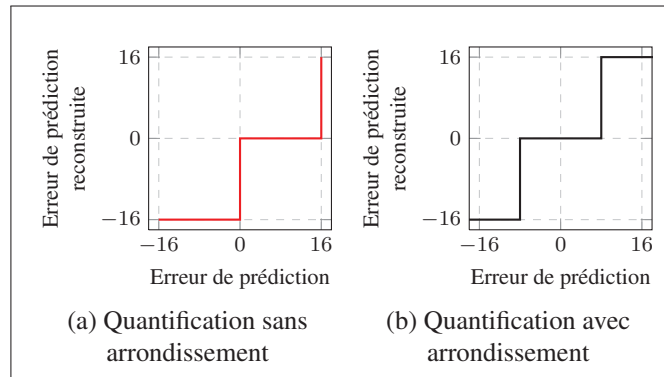 Erreur de prédiction
reconstruite
16
0
−16
−16
0
16
Erreur de prédiction
(a) Quantification sans
arrondissement
Erreur de prédiction
reconstruite
16
0
−16
−16
0
16
Erreur de prédiction
(b) Quantification avec
arrondissement